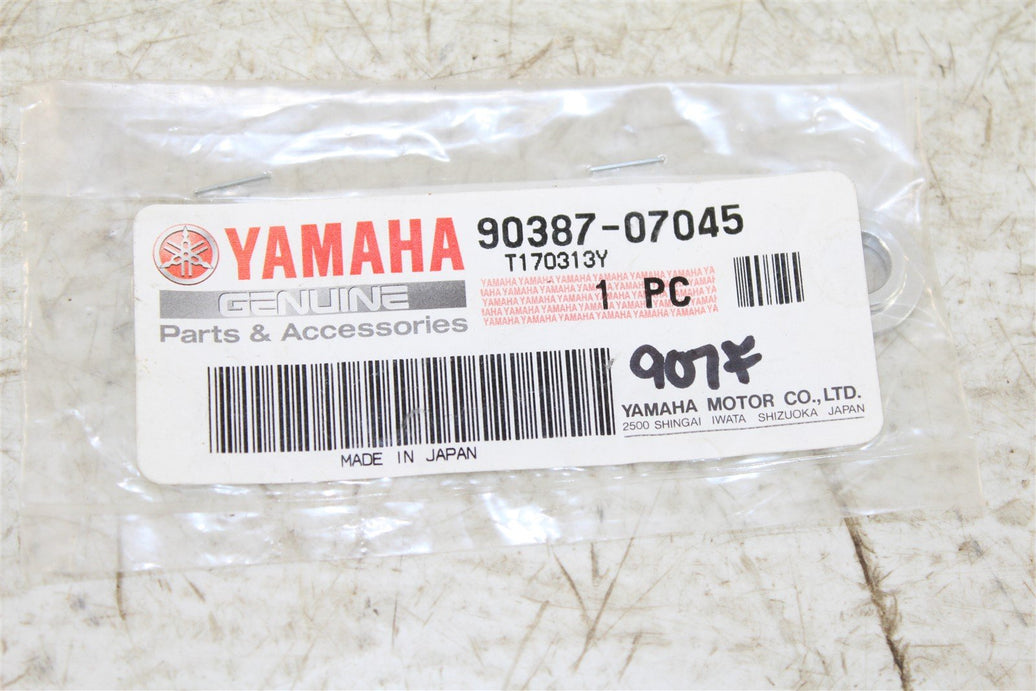 YAMAHA
GENUINE
Parts & Accessories
90387-07045
T170313Y
1 PC
MADE IN JAPAN
YAMAHA MOTOR CO.,LTD.
2500 SHINGAI IWATA SHIZUOKA JAPAN